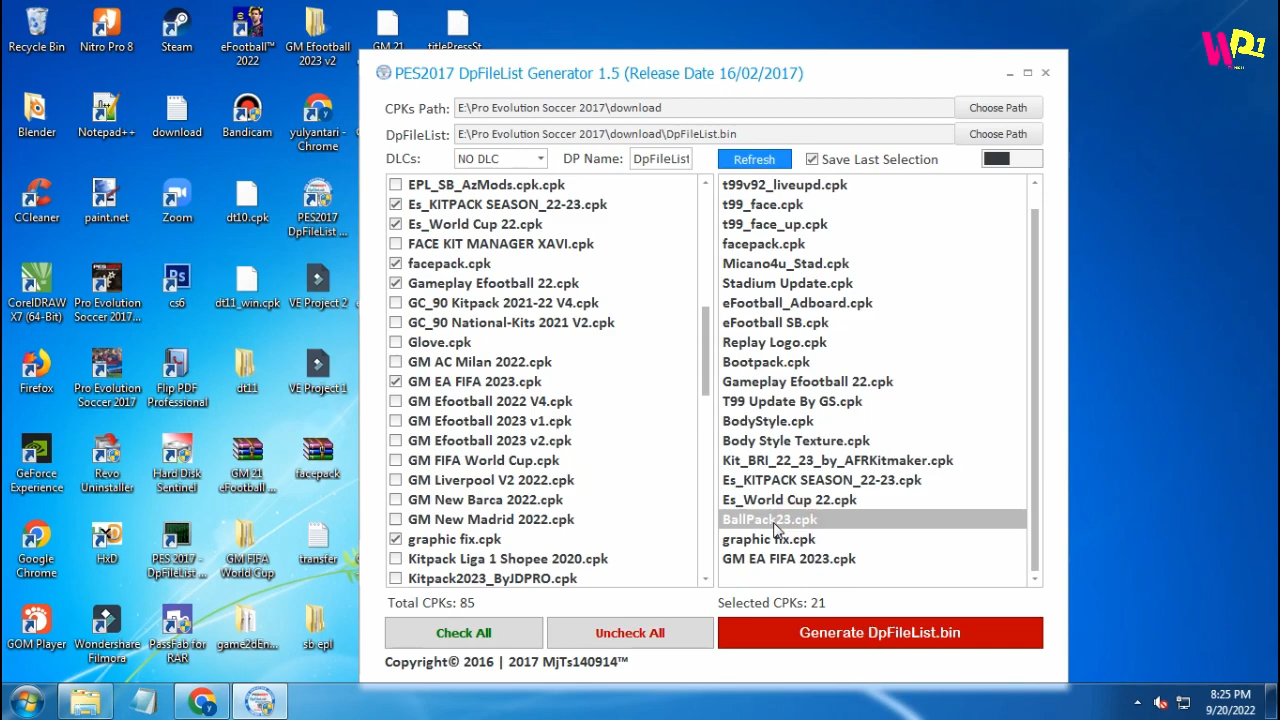 Recycle Bin
Nitro Pro 8
Steam
eFootball™
2022
GM Efootball
2023 v2
GM 21
titlePressSt
Blender
Notepad++
download
Bandicam
yulyantari -
Chrome
CCleaner
paint.net
Zoom
dt10.cpk
PES2017
DpFileList ...
CorelDRAW
X7 (64-Bit)
Pro Evolution
Soccer 2017...
cs6
dt11_win.cpk
VE Project 2
Firefox
Pro Evolution
Soccer 2017
Flip PDF
Professional
dt11
VE Project 1
GeForce
Experience
Revo
Uninstaller
Hard Disk
Sentinel
GM 21
eFootball ...
facepack
Google
Chrome
HxD
PES 2017 -
DpFileList ...
GM FIFA
World Cup
transfer
GOM Player
Wondershare
Filmora
PassFab for
RAR
game2dEn...
sb epl
PES2017 DpFileList Generator 1.5 (Release Date 16/02/2017)
CPKs Path: E:\Pro Evolution Soccer 2017\download Choose Path
DpFileList: E:\Pro Evolution Soccer 2017\download\DpFileList.bin Choose Path
DLCs: NO DLC DP Name: DpFileList Refresh Save Last Selection
EPL_SB_AzMods.cpk.cpk
Es_KITPACK SEASON_22-23.cpk
Es_World Cup 22.cpk
FACE KIT MANAGER XAVI.cpk
facepack.cpk
Gameplay Efootball 22.cpk
GC_90 Kitpack 2021-22 V4.cpk
GC_90 National-Kits 2021 V2.cpk
Glove.cpk
GM AC Milan 2022.cpk
GM EA FIFA 2023.cpk
GM Efootball 2022 V4.cpk
GM Efootball 2023 v1.cpk
GM Efootball 2023 v2.cpk
GM FIFA World Cup.cpk
GM Liverpool V2 2022.cpk
GM New Barca 2022.cpk
GM New Madrid 2022.cpk
graphic fix.cpk
Kitpack Liga 1 Shopee 2020.cpk
Kitpack2023_ByJDPRO.cpk
t99v92_liveupd.cpk
t99_face.cpk
t99_face_up.cpk
facepack.cpk
Micano4u_Stad.cpk
Stadium Update.cpk
eFootball_Adboard.cpk
eFootball SB.cpk
Replay Logo.cpk
Bootpack.cpk
Gameplay Efootball 22.cpk
T99 Update By GS.cpk
BodyStyle.cpk
Body Style Texture.cpk
Kit_BRI_22_23_by_AFRKitmaker.cpk
Es_KITPACK SEASON_22-23.cpk
Es_World Cup 22.cpk
BallPack23.cpk
graphic fix.cpk
GM EA FIFA 2023.cpk
Total CPKs: 85
Selected CPKs: 21
Check All
Uncheck All
Generate DpFileList.bin
Copyright© 2016 | 2017 MjTs140914™
8:25 PM
9/20/2022